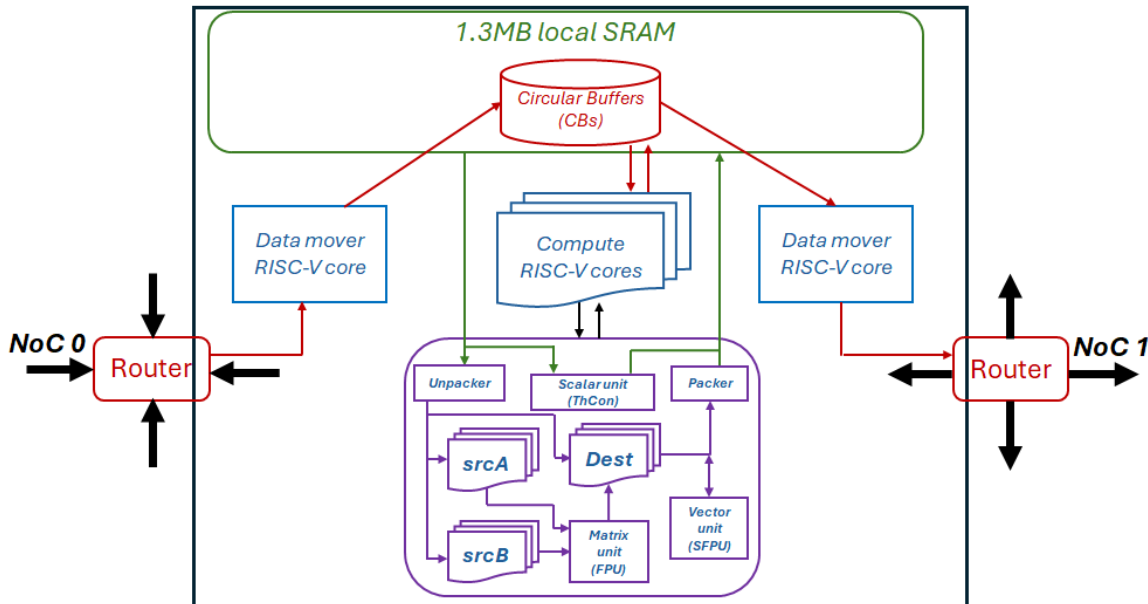 1.3MB local SRAM
Circular Buffers
(CBs)
Data mover
RISC-V core
Compute
RISC-V cores
Data mover
RISC-V core
NoC 0
Router
NoC 1
Router
Unpacker
Scalar unit
(ThCon)
Packer
srcA
Dest
srcB
Matrix
unit
(FPU)
Vector
unit
(SFPU)